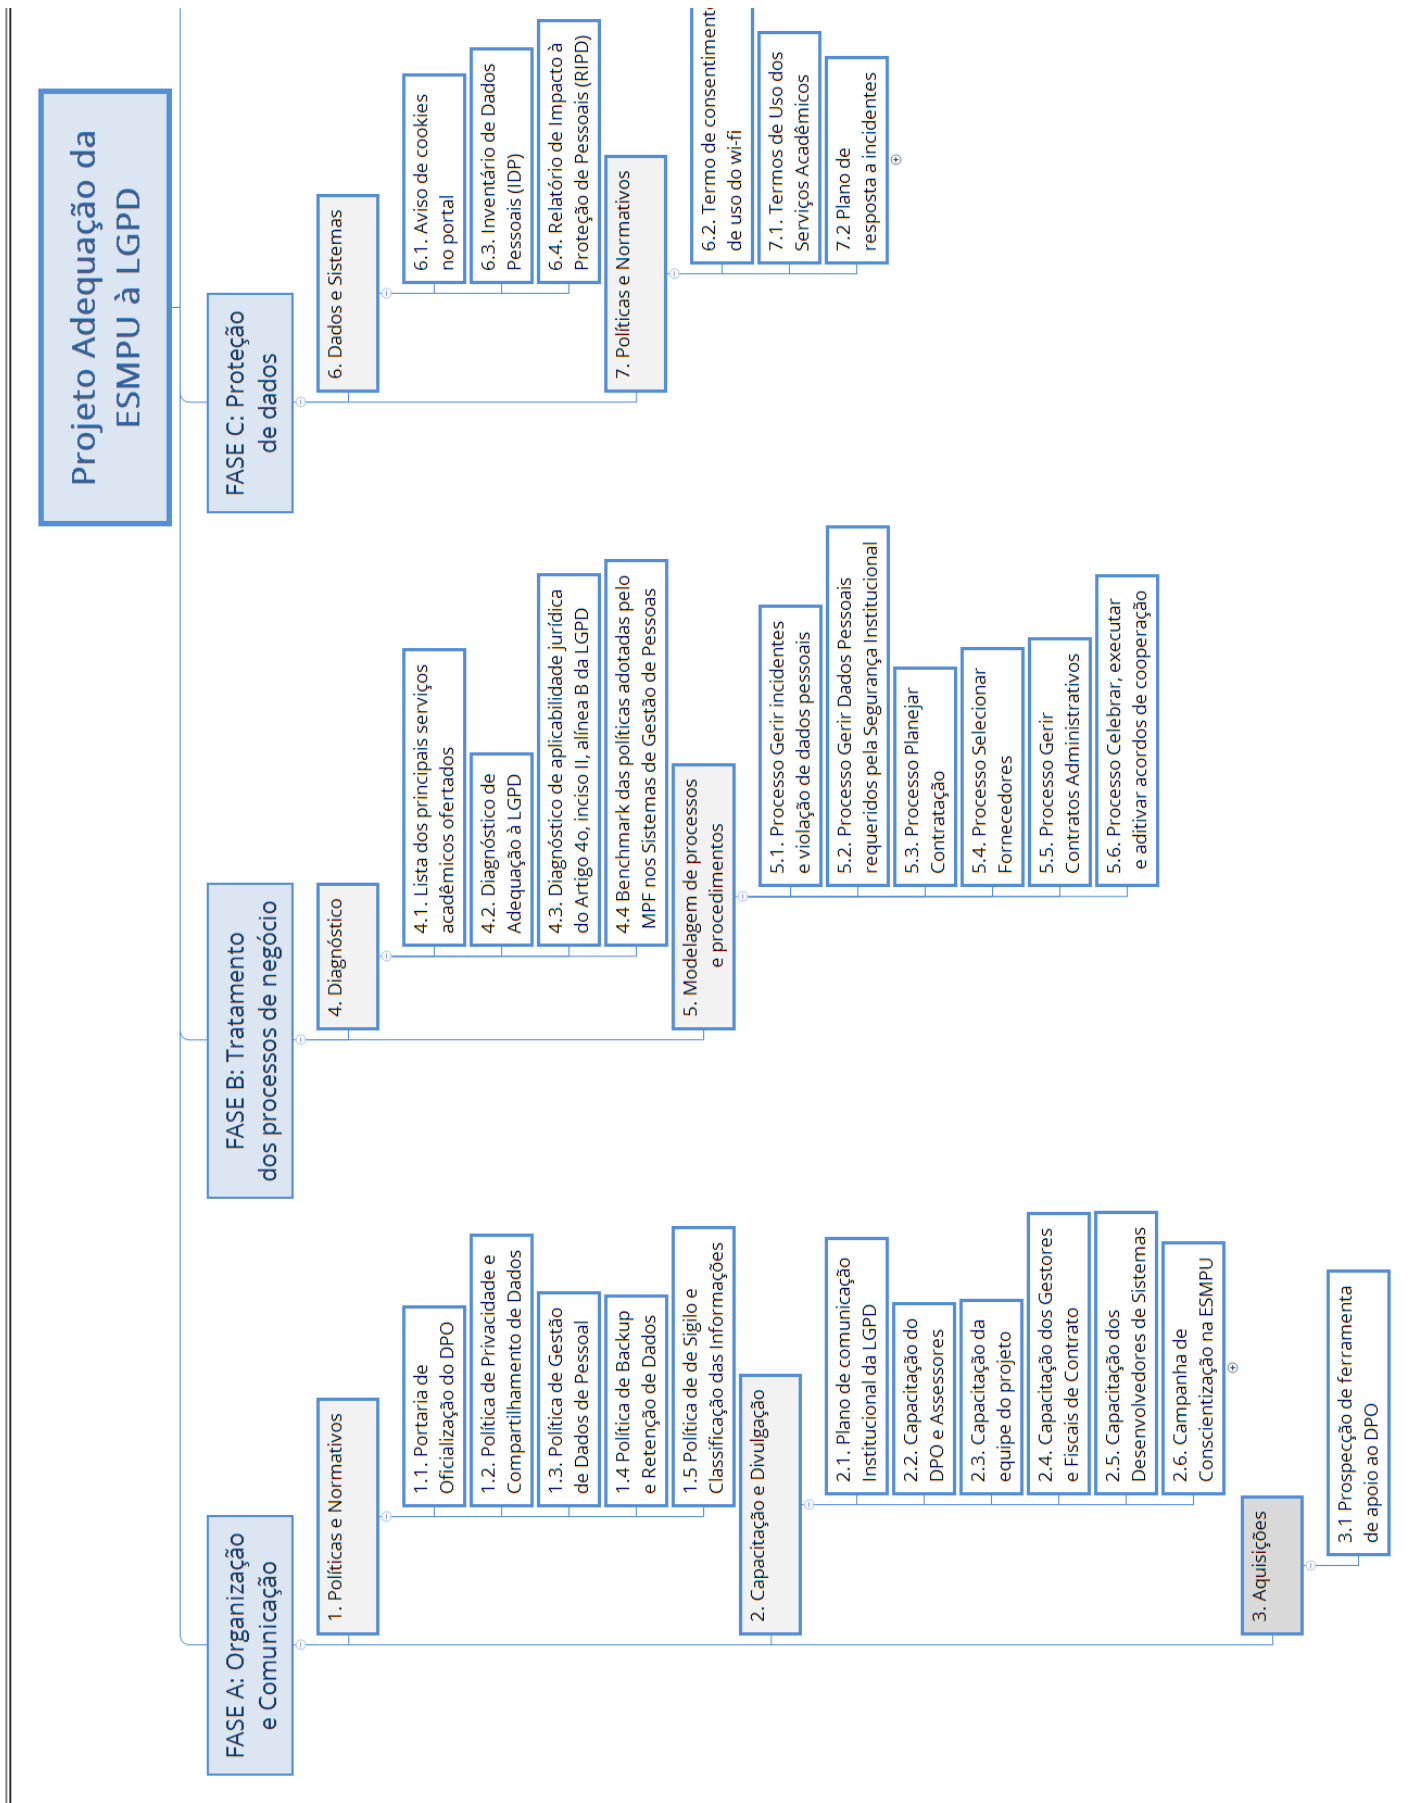 Projeto Adequação da
ESMPU à LGPD
FASE A: Organização
e Comunicação
1. Políticas e Normativos
1.1. Portaria de
Oficialização do DPO
1.2. Política de Privacidade e
Compartilhamento de Dados
1.3. Política de Gestão
de Dados de Pessoal
1.4 Política de Backup
e Retenção de Dados
1.5 Política de de Sigilo e
Classificação das Informações
2. Capacitação e Divulgação
2.1. Plano de comunicação
Institucional da LGPD
2.2. Capacitação do
DPO e Assessores
2.3. Capacitação da
equipe do projeto
2.4. Capacitação dos Gestores
e Fiscais de Contrato
2.5. Capacitação dos
Desenvolvedores de Sistemas
2.6. Campanha de
Conscientização na ESMPU
3. Aquisições
3.1 Prospecção de ferramenta
de apoio ao DPO
FASE B: Tratamento
dos processos de negócio
4. Diagnóstico
4.1. Lista dos principais serviços
acadêmicos ofertados
4.2. Diagnóstico de
Adequação à LGPD
4.3. Diagnóstico de aplicabilidade jurídica
do Artigo 4o, inciso II, alínea B da LGPD
4.4 Benchmark das políticas adotadas pelo
MPF nos Sistemas de Gestão de Pessoas
5. Modelagem de processos
e procedimentos
5.1. Processo Gerir incidentes
e violação de dados pessoais
5.2. Processo Gerir Dados Pessoais
requeridos pela Segurança Institucional
5.3. Processo Planejar
Contratação
5.4. Processo Selecionar
Fornecedores
5.5. Processo Gerir
Contratos Administrativos
5.6. Processo Celebrar, executar
e aditivar acordos de cooperação
FASE C: Proteção
de dados
6. Dados e Sistemas
6.1. Aviso de cookies
no portal
6.3. Inventário de Dados
Pessoais (IDP)
6.4. Relatório de Impacto à
Proteção de Pessoais (RIPD)
7. Políticas e Normativos
6.2. Termo de consentiment
de uso do wi-fi
7.1. Termos de Uso dos
Serviços Acadêmicos
7.2 Plano de
resposta a incidentes